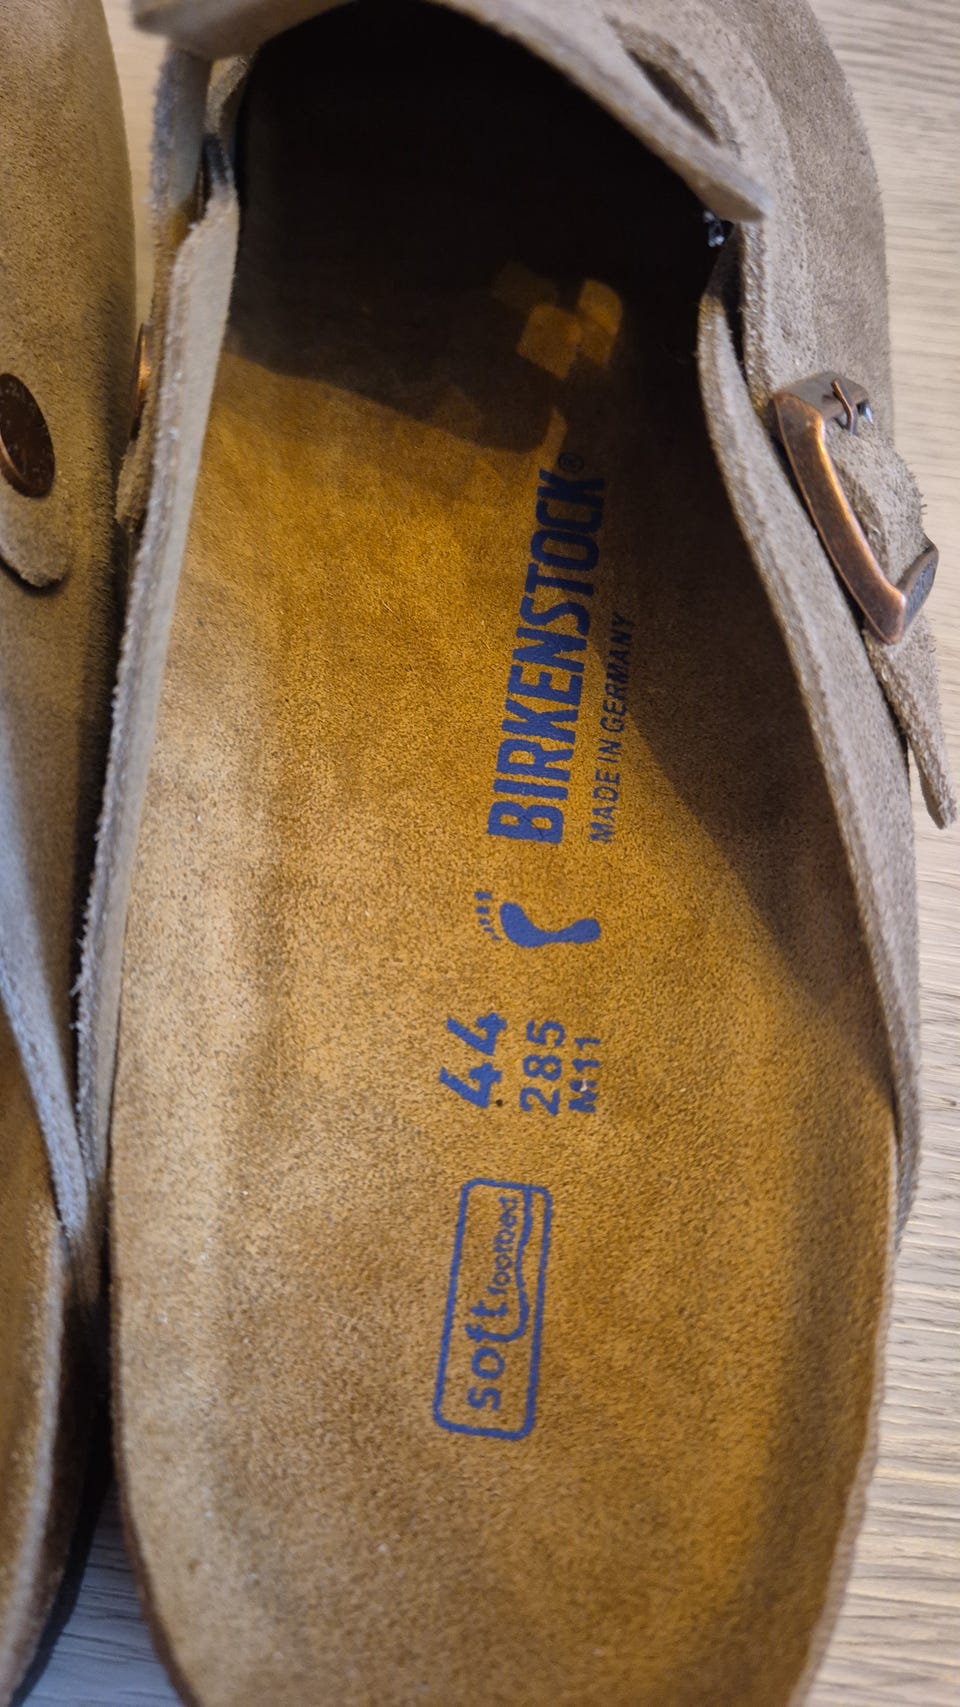 BIRKENSTOCK®
MADE IN GERMANY
44
285
M11
soft footbed